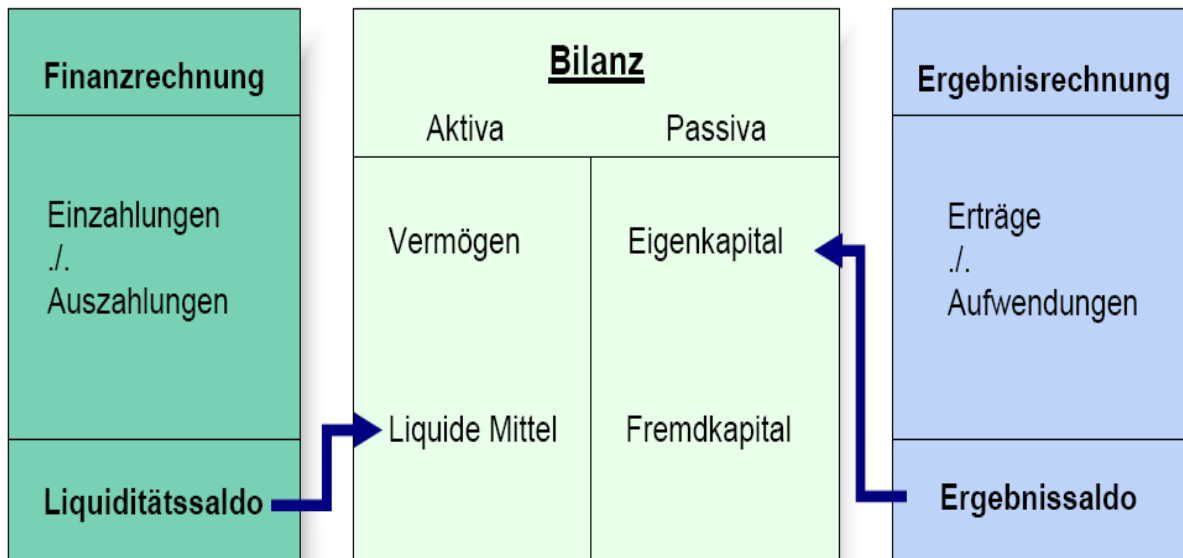 Finanzrechnung
Einzahlungen
./.
Auszahlungen
Liquiditätssaldo
Bilanz
Aktiva Passiva
Vermögen Eigenkapital
Liquide Mittel Fremdkapital
Ergebnisrechnung
Erträge
./.
Aufwendungen
Ergebnissaldo